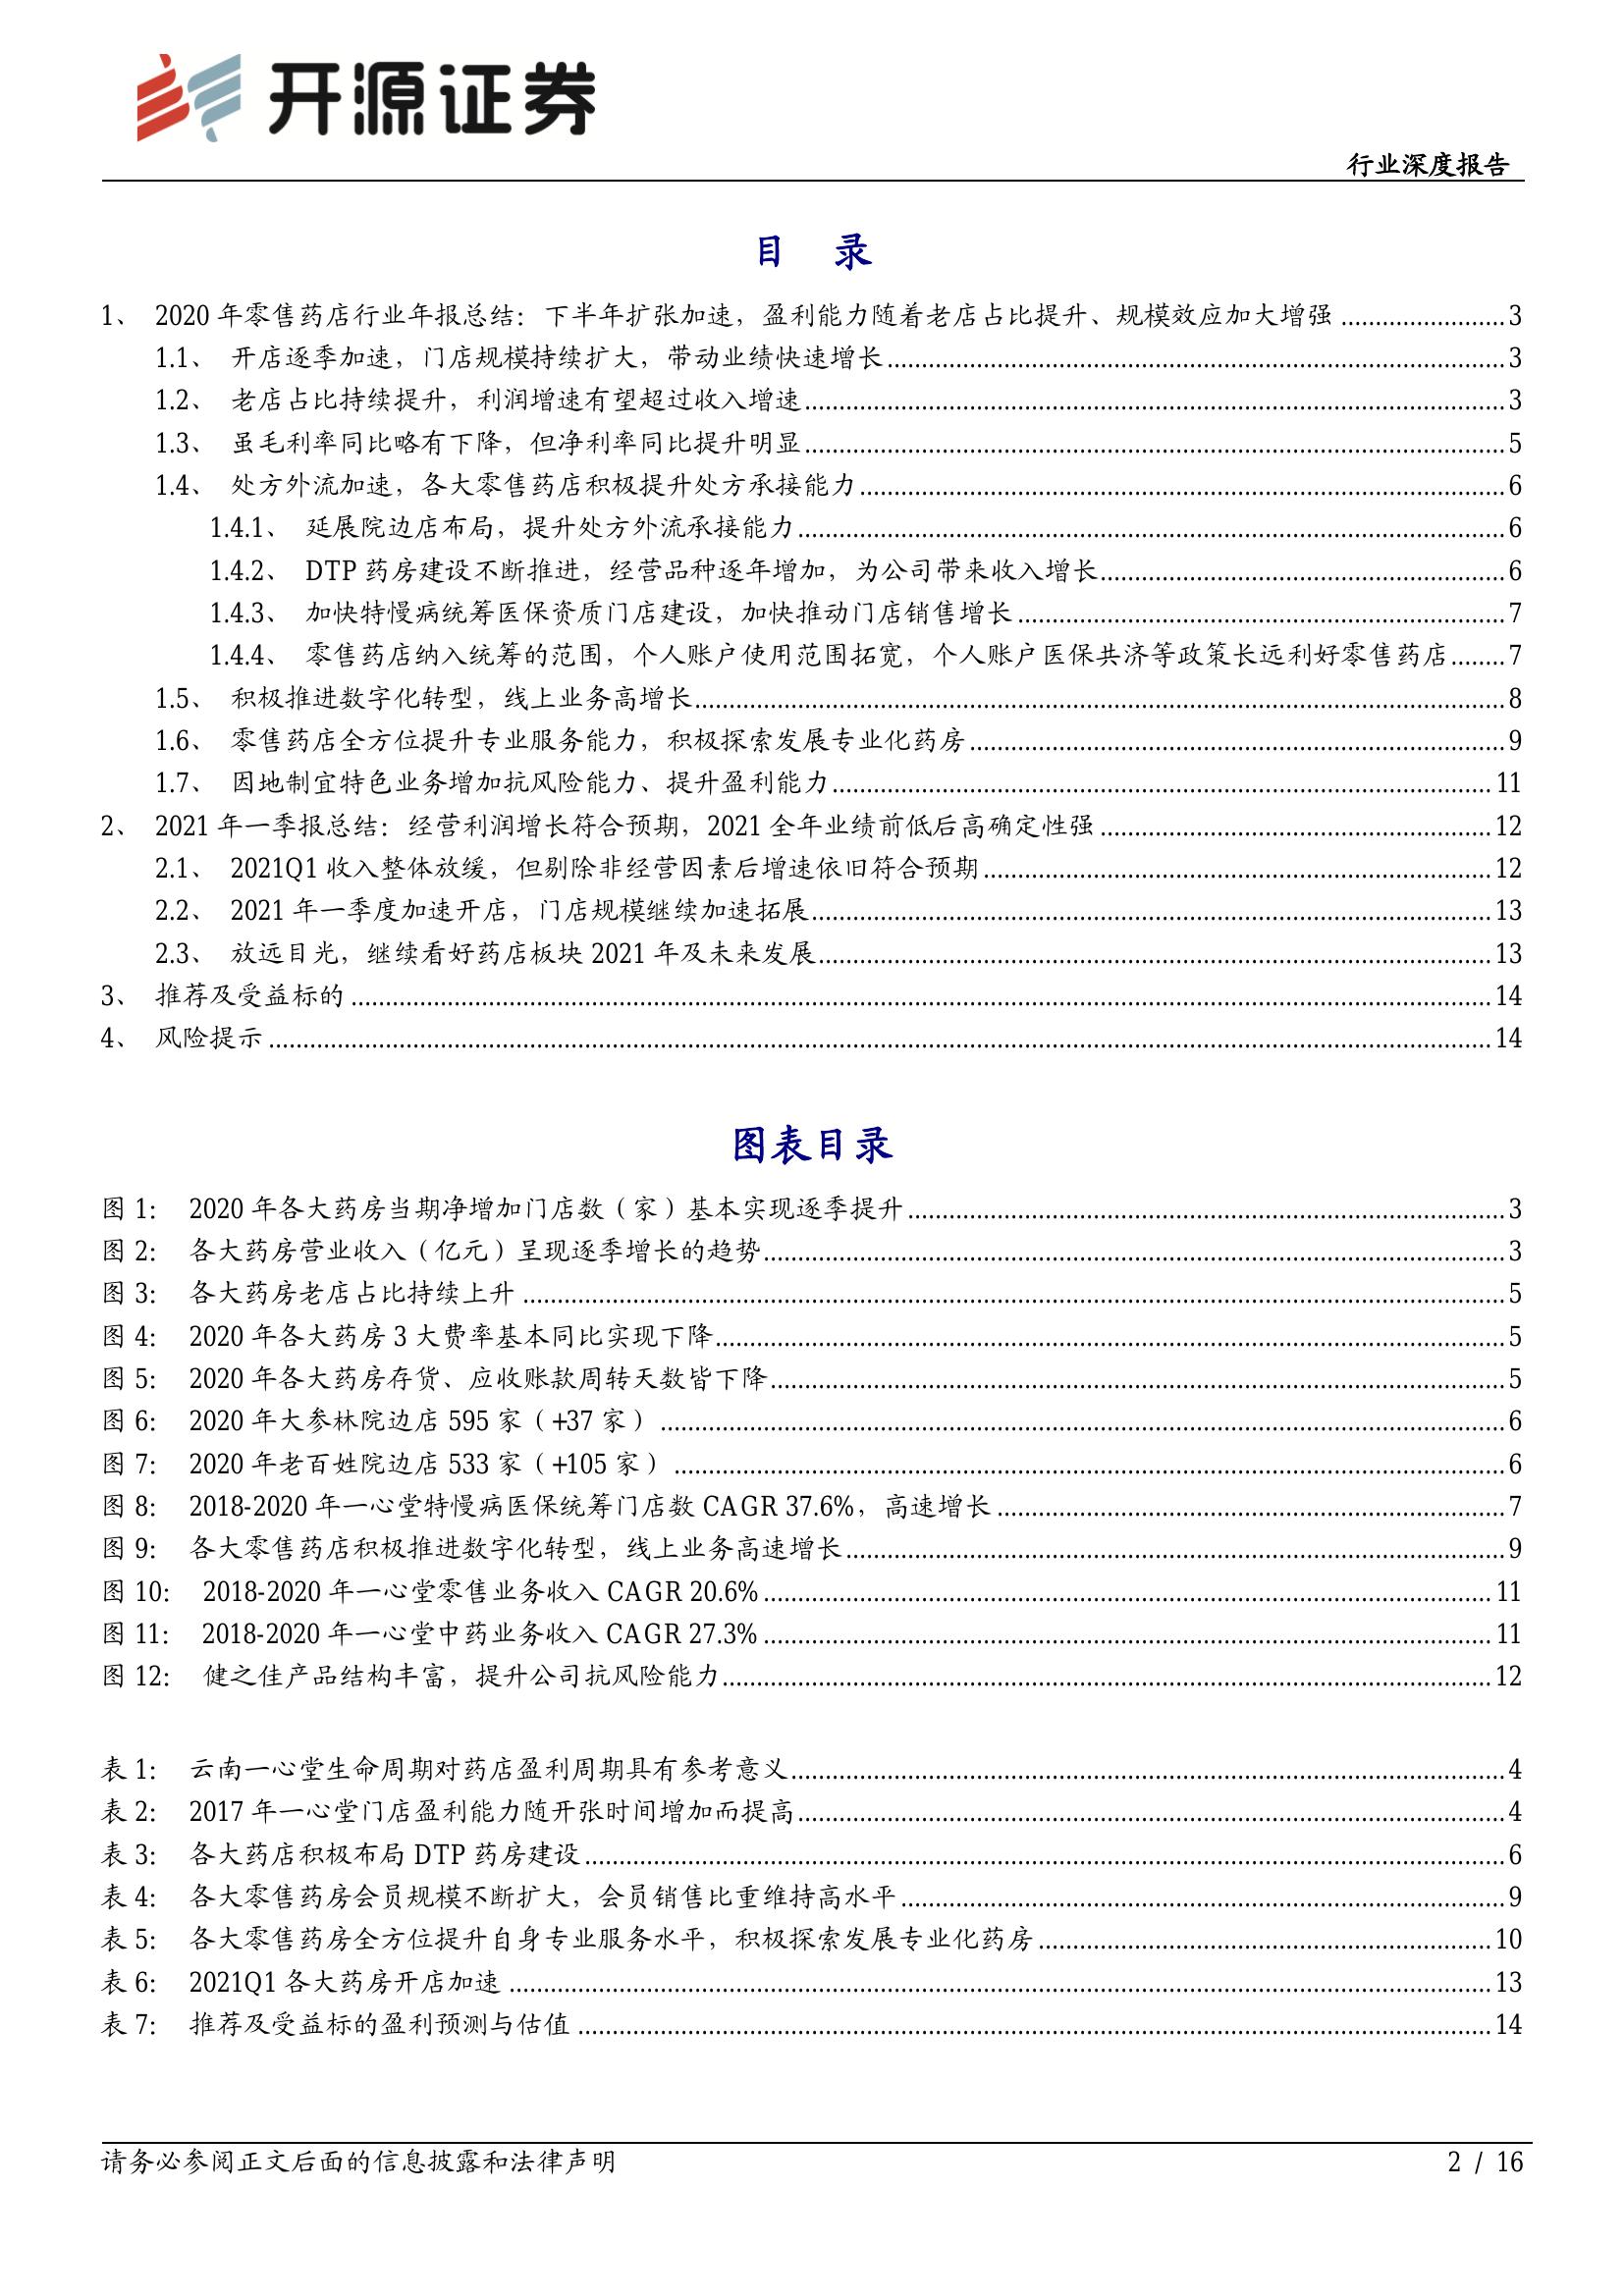 开源证券
行业深度报告
目 录
1、 2020 年零售药店行业年报总结：下半年扩张加速，盈利能力随着老店占比提升、规模效应加大增强 ........................ 3
1.1、 开店逐季加速，门店规模持续扩大，带动业绩快速增长 ........................ 3
1.2、 老店占比持续提升，利润增速有望超过收入增速 ........................ 3
1.3、 虽毛利率同比略有下降，但净利率同比提升明显 ........................ 5
1.4、 处方外流加速，各大零售药店积极提升处方承接能力 ........................ 6
1.4.1、 延展院边店布局，提升处方外流承接能力 ........................ 6
1.4.2、 DTP 药房建设不断推进，经营品种逐年增加，为公司带来收入增长 ........................ 6
1.4.3、 加快特慢病统筹医保资质门店建设，加快推动门店销售增长 ........................ 7
1.4.4、 零售药店纳入统筹的范围，个人账户使用范围拓宽，个人账户医保共济等政策长远利好零售药店 ........ 7
1.5、 积极推进数字化转型，线上业务高增长 ........................ 8
1.6、 零售药店全方位提升专业服务能力，积极探索发展专业化药房 ........................ 9
1.7、 因地制宜特色业务增加抗风险能力、提升盈利能力 ........................ 11
2、 2021 年一季报总结：经营利润增长符合预期，2021 全年业绩前低后高确定性强 ........................ 12
2.1、 2021Q1 收入整体放缓，但剔除非经营因素后增速依旧符合预期 ........................ 12
2.2、 2021 年一季度加速开店，门店规模继续加速拓展 ........................ 13
2.3、 放远目光，继续看好药店板块 2021 年及未来发展 ........................ 13
3、 推荐及受益标的 ........................ 14
4、 风险提示 ........................ 14
图表目录
图 1： 2020 年各大药房当期净增加门店数（家）基本实现逐季提升 ........................ 3
图 2： 各大药房营业收入（亿元）呈现逐季增长的趋势 ........................ 3
图 3： 各大药房老店占比持续上升 ........................ 5
图 4： 2020 年各大药房 3 大费率基本同比实现下降 ........................ 5
图 5： 2020 年各大药房存货、应收账款周转天数皆下降 ........................ 5
图 6： 2020 年大参林院边店 595 家（+37 家） ........................ 6
图 7： 2020 年老百姓院边店 533 家（+105 家） ........................ 6
图 8： 2018-2020 年一心堂特慢病医保统筹门店数 CAGR 37.6%，高速增长 ........................ 7
图 9： 各大零售药店积极推进数字化转型，线上业务高速增长 ........................ 9
图 10： 2018-2020 年一心堂零售业务收入 CAGR 20.6% ........................ 11
图 11： 2018-2020 年一心堂中药业务收入 CAGR 27.3% ........................ 11
图 12： 健之佳产品结构丰富，提升公司抗风险能力 ........................ 12
表 1： 云南一心堂生命周期对药店盈利周期具有参考意义 ........................ 4
表 2： 2017 年一心堂门店盈利能力随开张时间增加而提高 ........................ 4
表 3： 各大药店积极布局 DTP 药房建设 ........................ 6
表 4： 各大零售药房会员规模不断扩大，会员销售比重维持高水平 ........................ 9
表 5： 各大零售药房全方位提升自身专业服务水平，积极探索发展专业化药房 ........................ 10
表 6： 2021Q1 各大药房开店加速 ........................ 13
表 7： 推荐及受益标的盈利预测与估值 ........................ 14
请务必参阅正文后面的信息披露和法律声明
2 / 16